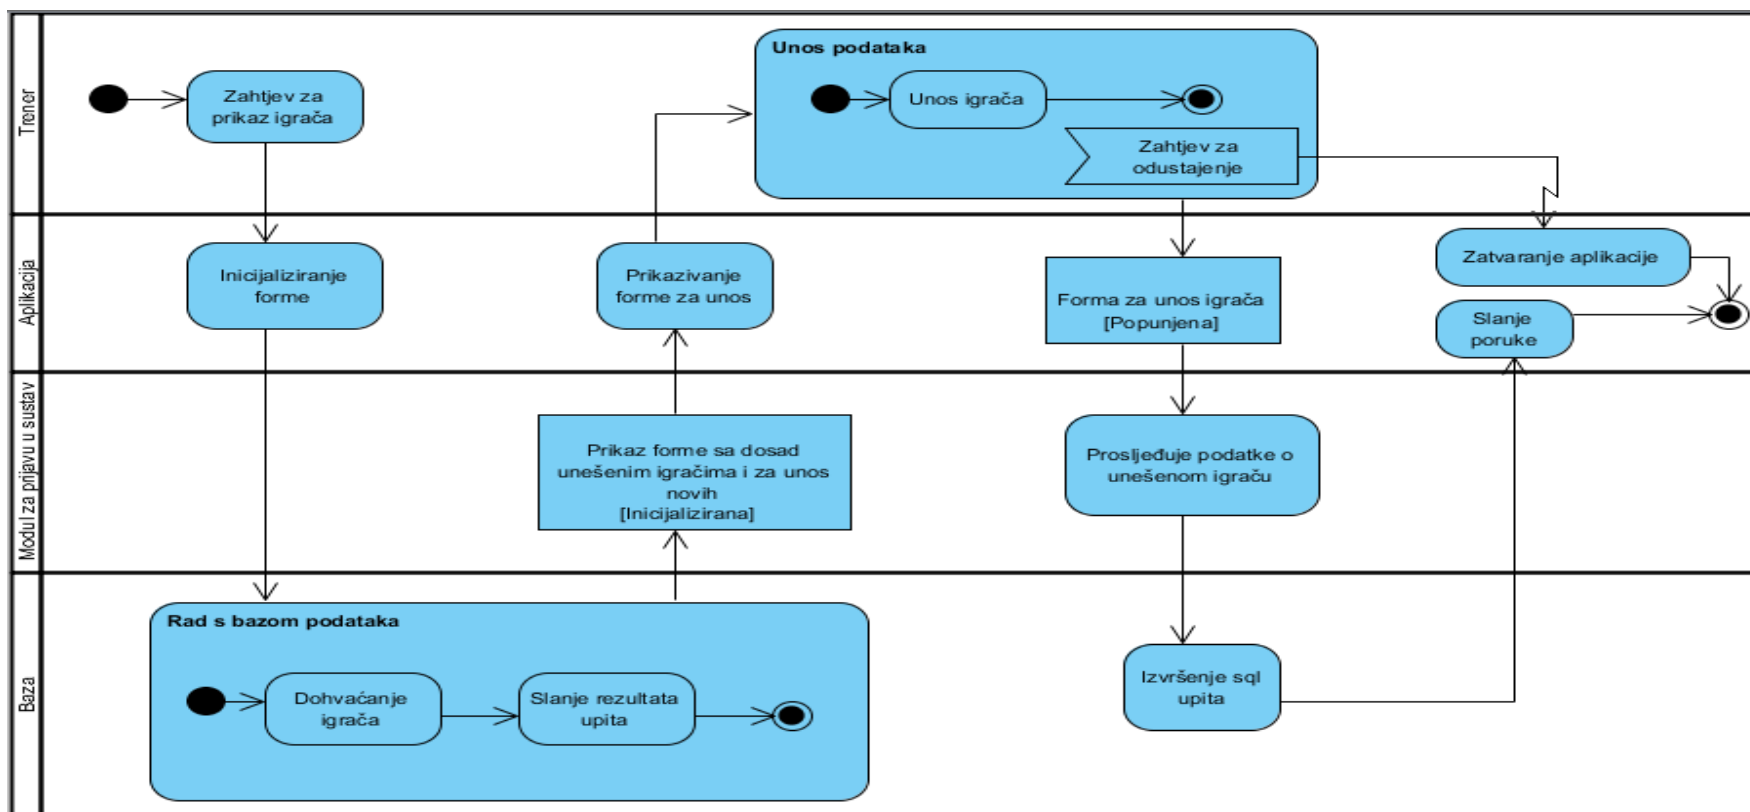 Trener
Zahtjev za
prikaz igrača
Unos podataka
Unos igrača
Zahtjev za
odustajenje
Aplikacija
Inicijaliziranje
forme
Prikazivanje
forme za unos
Forma za unos igrača
[Popunjena]
Zatvaranje aplikacije
Slanje
poruke
Modul za prijavu u sustav
Prikaz forme sa dosad
unešenim igračima i za unos
novih
[Inicijalizirana]
Prosljeđuje podatke o
unešenom igraču
Baza
Rad s bazom podataka
Dohvaćanje
igrača
Slanje rezultata
upita
Izvršenje sql
upita